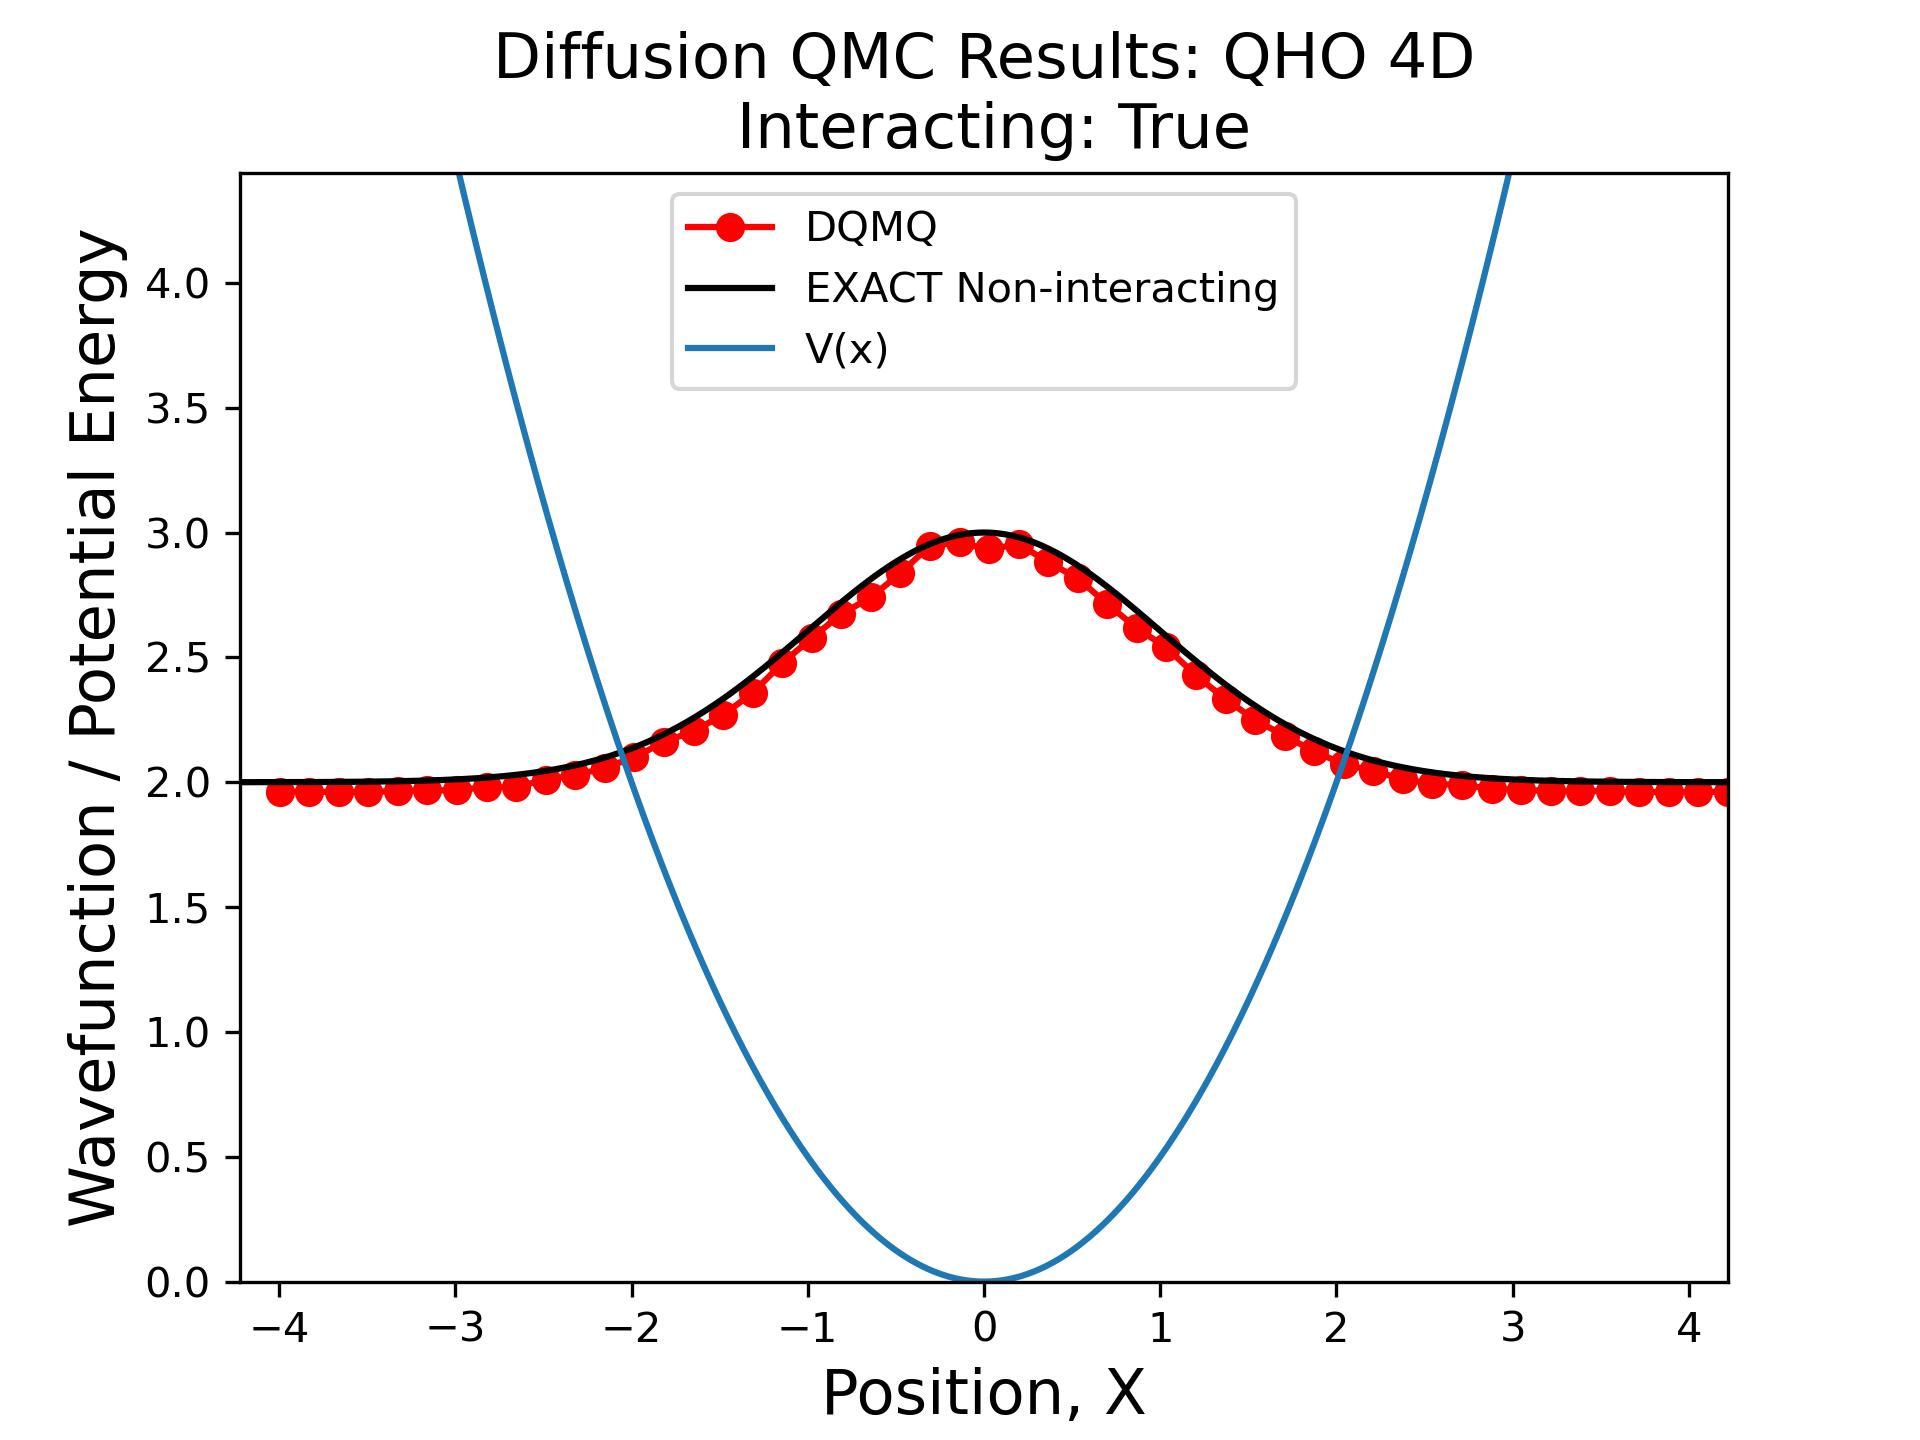 Diffusion QMC Results: QHO 4D
Interacting: True
DQMQ
EXACT Non-interacting
V(x)
Wavefunction / Potential Energy
4.0
3.5
3.0
2.5
2.0
1.5
1.0
0.5
0.0
−4 −3 −2 −1 0 1 2 3 4
Position, X